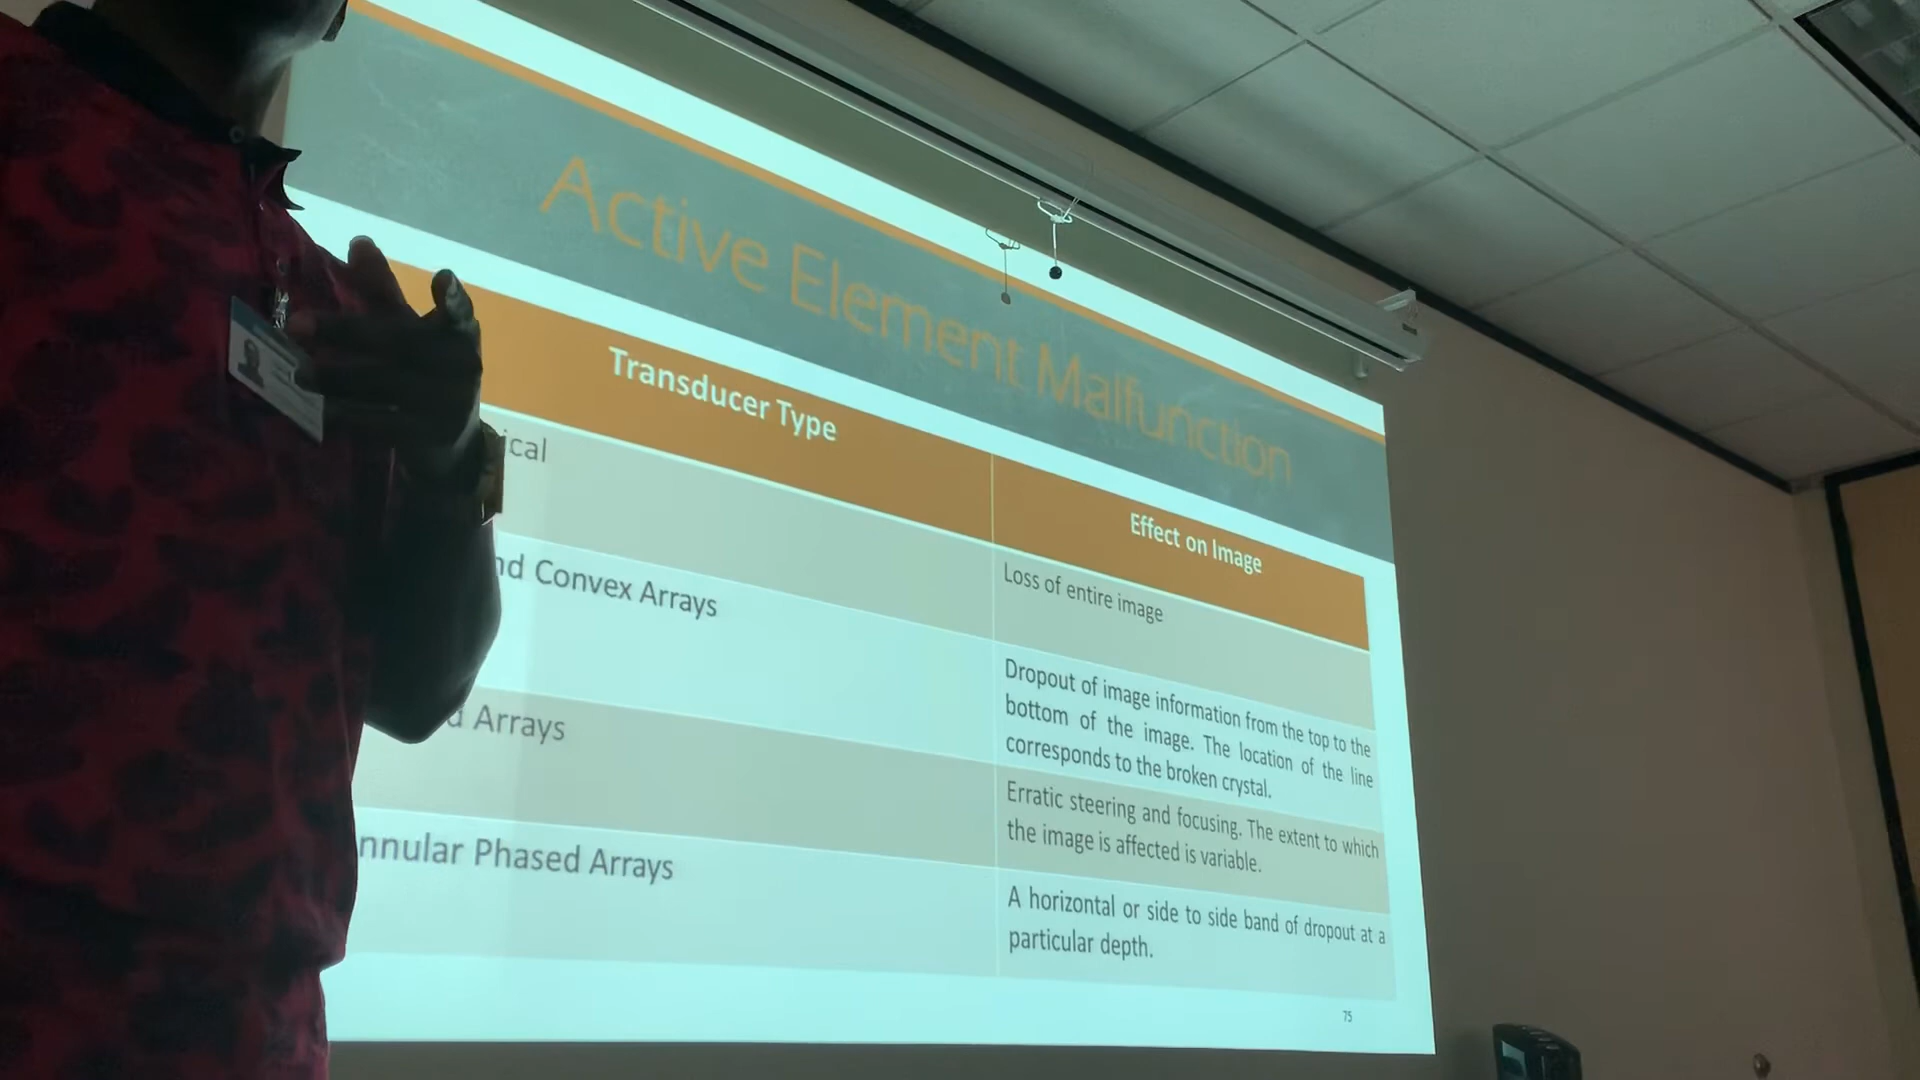 Active Element Malfunction
Transducer Type
Effect on Image
ical
Loss of entire image
nd Convex Arrays
Dropout of image information from the top to the
bottom of the image. The location of the line
corresponds to the broken crystal.
d Arrays
Erratic steering and focusing. The extent to which
the image is affected is variable.
nnular Phased Arrays
A horizontal or side to side band of dropout at a
particular depth.
75